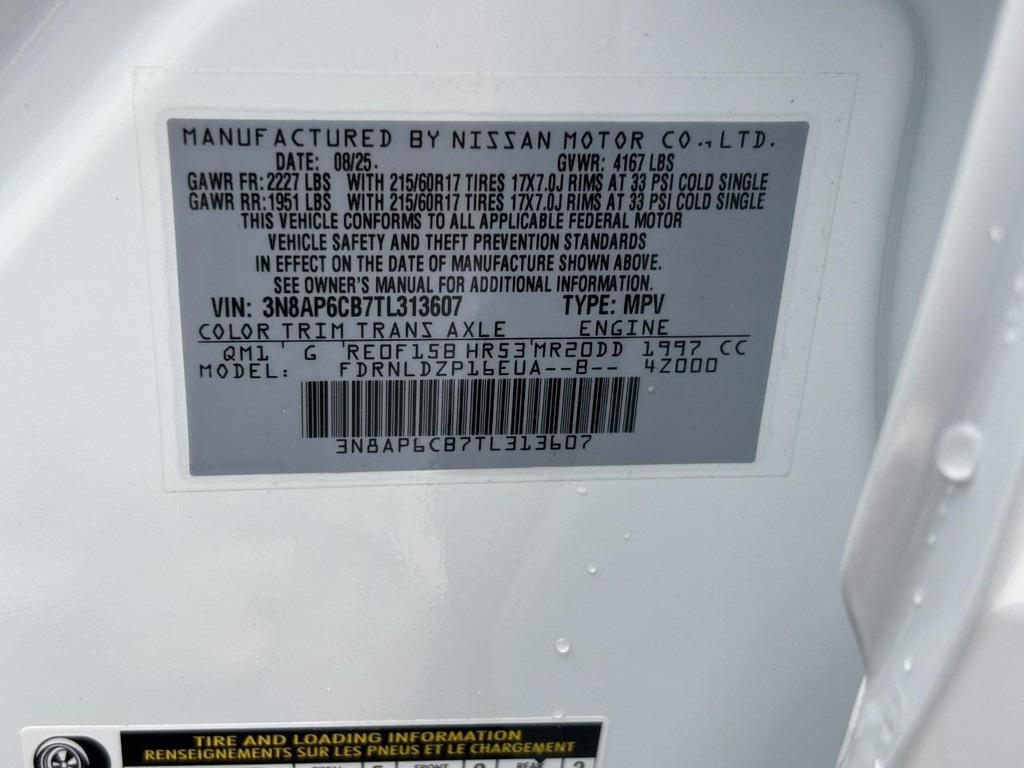 MANUFACTURED BY NISSAN MOTOR CO., LTD.
DATE: 08/25. GVWR: 4167 LBS
GAWR FR: 2227 LBS WITH 215/60R17 TIRES 17X7.0J RIMS AT 33 PSI COLD SINGLE
GAWR RR: 1951 LBS WITH 215/60R17 TIRES 17X7.0J RIMS AT 33 PSI COLD SINGLE
THIS VEHICLE CONFORMS TO ALL APPLICABLE FEDERAL MOTOR
VEHICLE SAFETY AND THEFT PREVENTION STANDARDS
IN EFFECT ON THE DATE OF MANUFACTURE SHOWN ABOVE.
SEE OWNER'S MANUAL FOR ADDITIONAL INFORMATION.
VIN: 3N8AP6CB7TL313607 TYPE: MPV
COLOR TRIM TRANS AXLE ENGINE
QM1 G RE0F15B HR53 MR20DD 1997 CC
MODEL: FDRNLDZP16EUA--B-- 4Z000
3N8AP6CB7TL313607
TIRE AND LOADING INFORMATION
RENSEIGNEMENTS SUR LES PNEUS ET LE CHARGEMENT